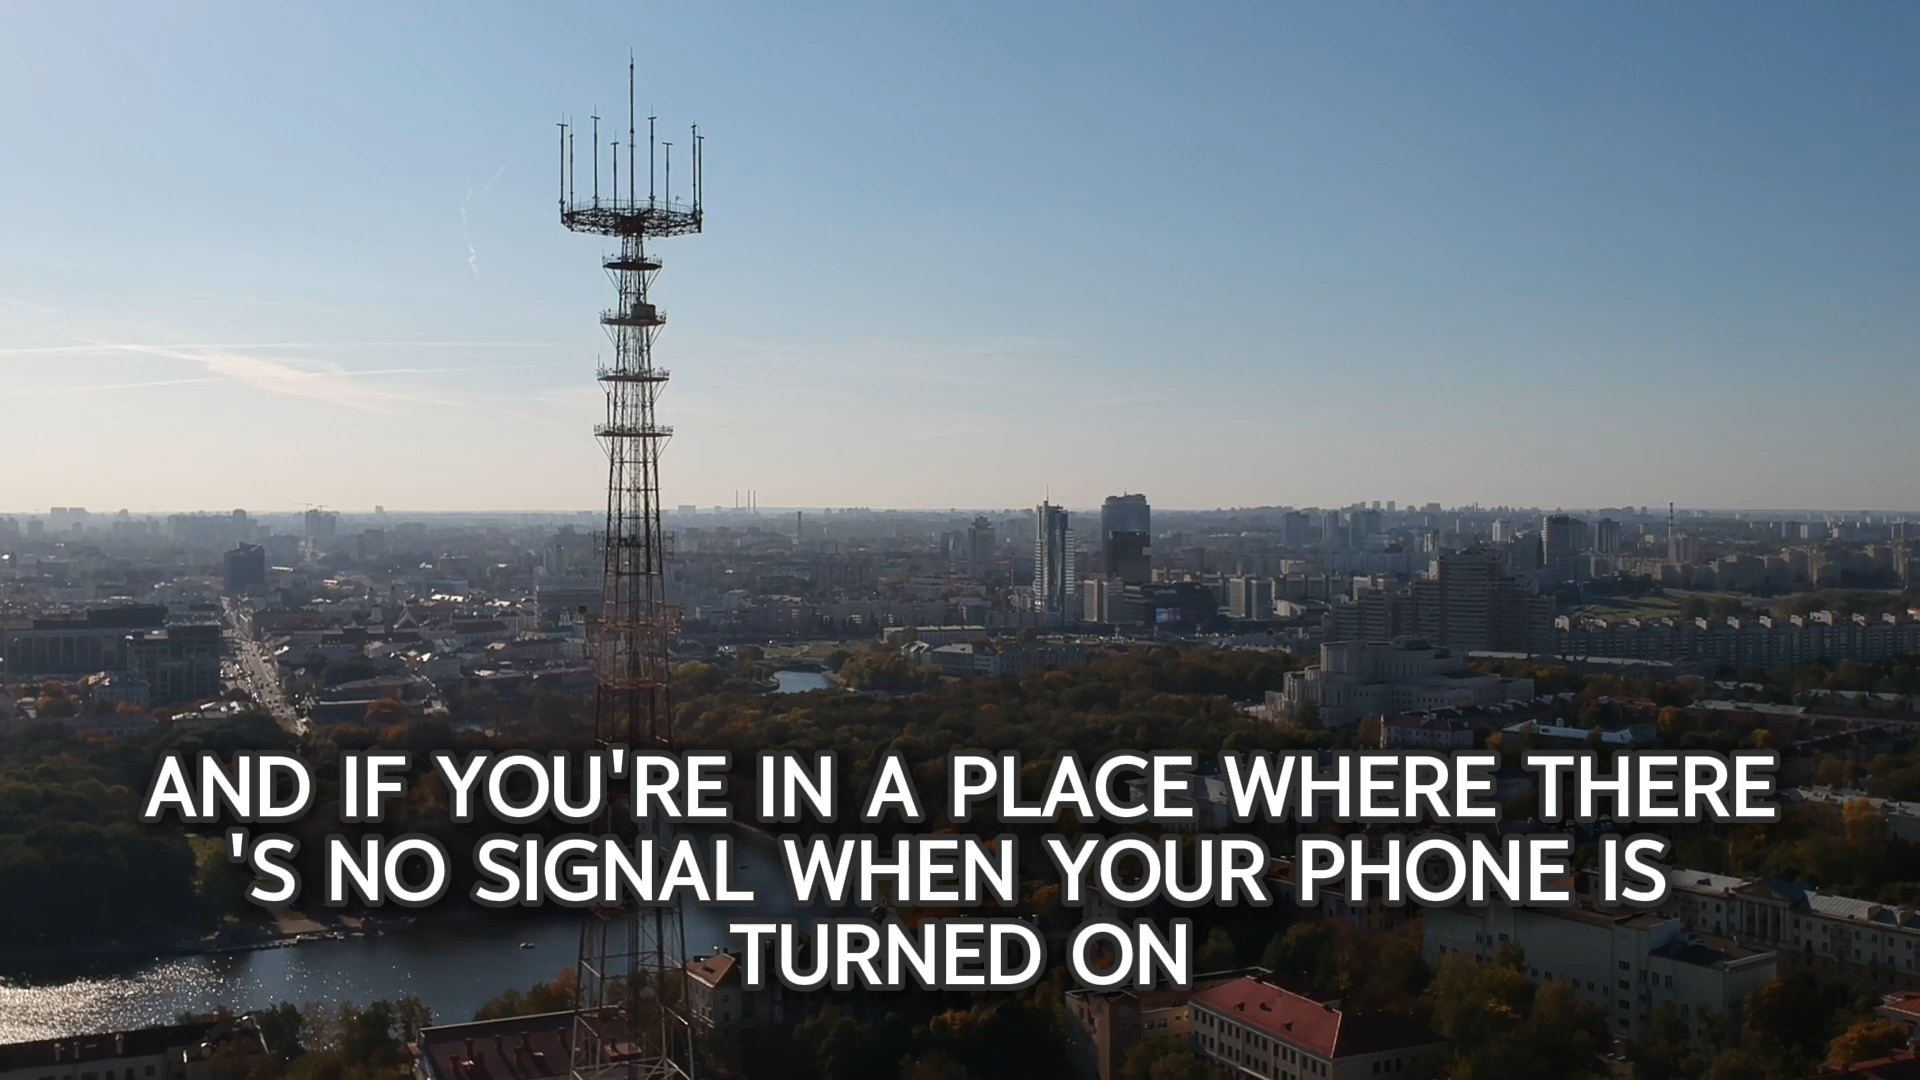 AND IF YOU'RE IN A PLACE WHERE THERE
'S NO SIGNAL WHEN YOUR PHONE IS
TURNED ON